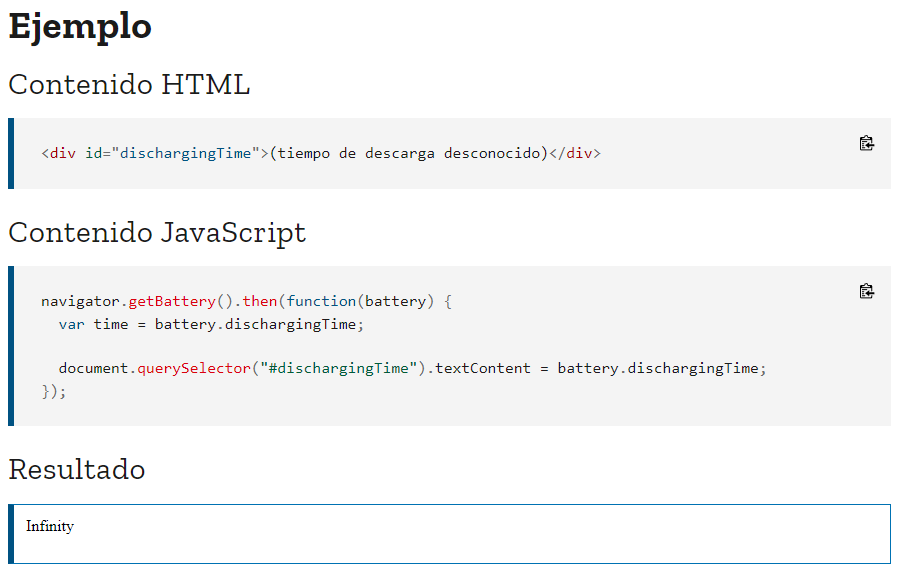 Ejemplo
Contenido HTML
<div id="dischargingTime">(tiempo de descarga desconocido)</div>
Contenido JavaScript
navigator.getBattery().then(function(battery) {
  var time = battery.dischargingTime;
  document.querySelector("#dischargingTime").textContent = battery.dischargingTime;
});
Resultado
Infinity